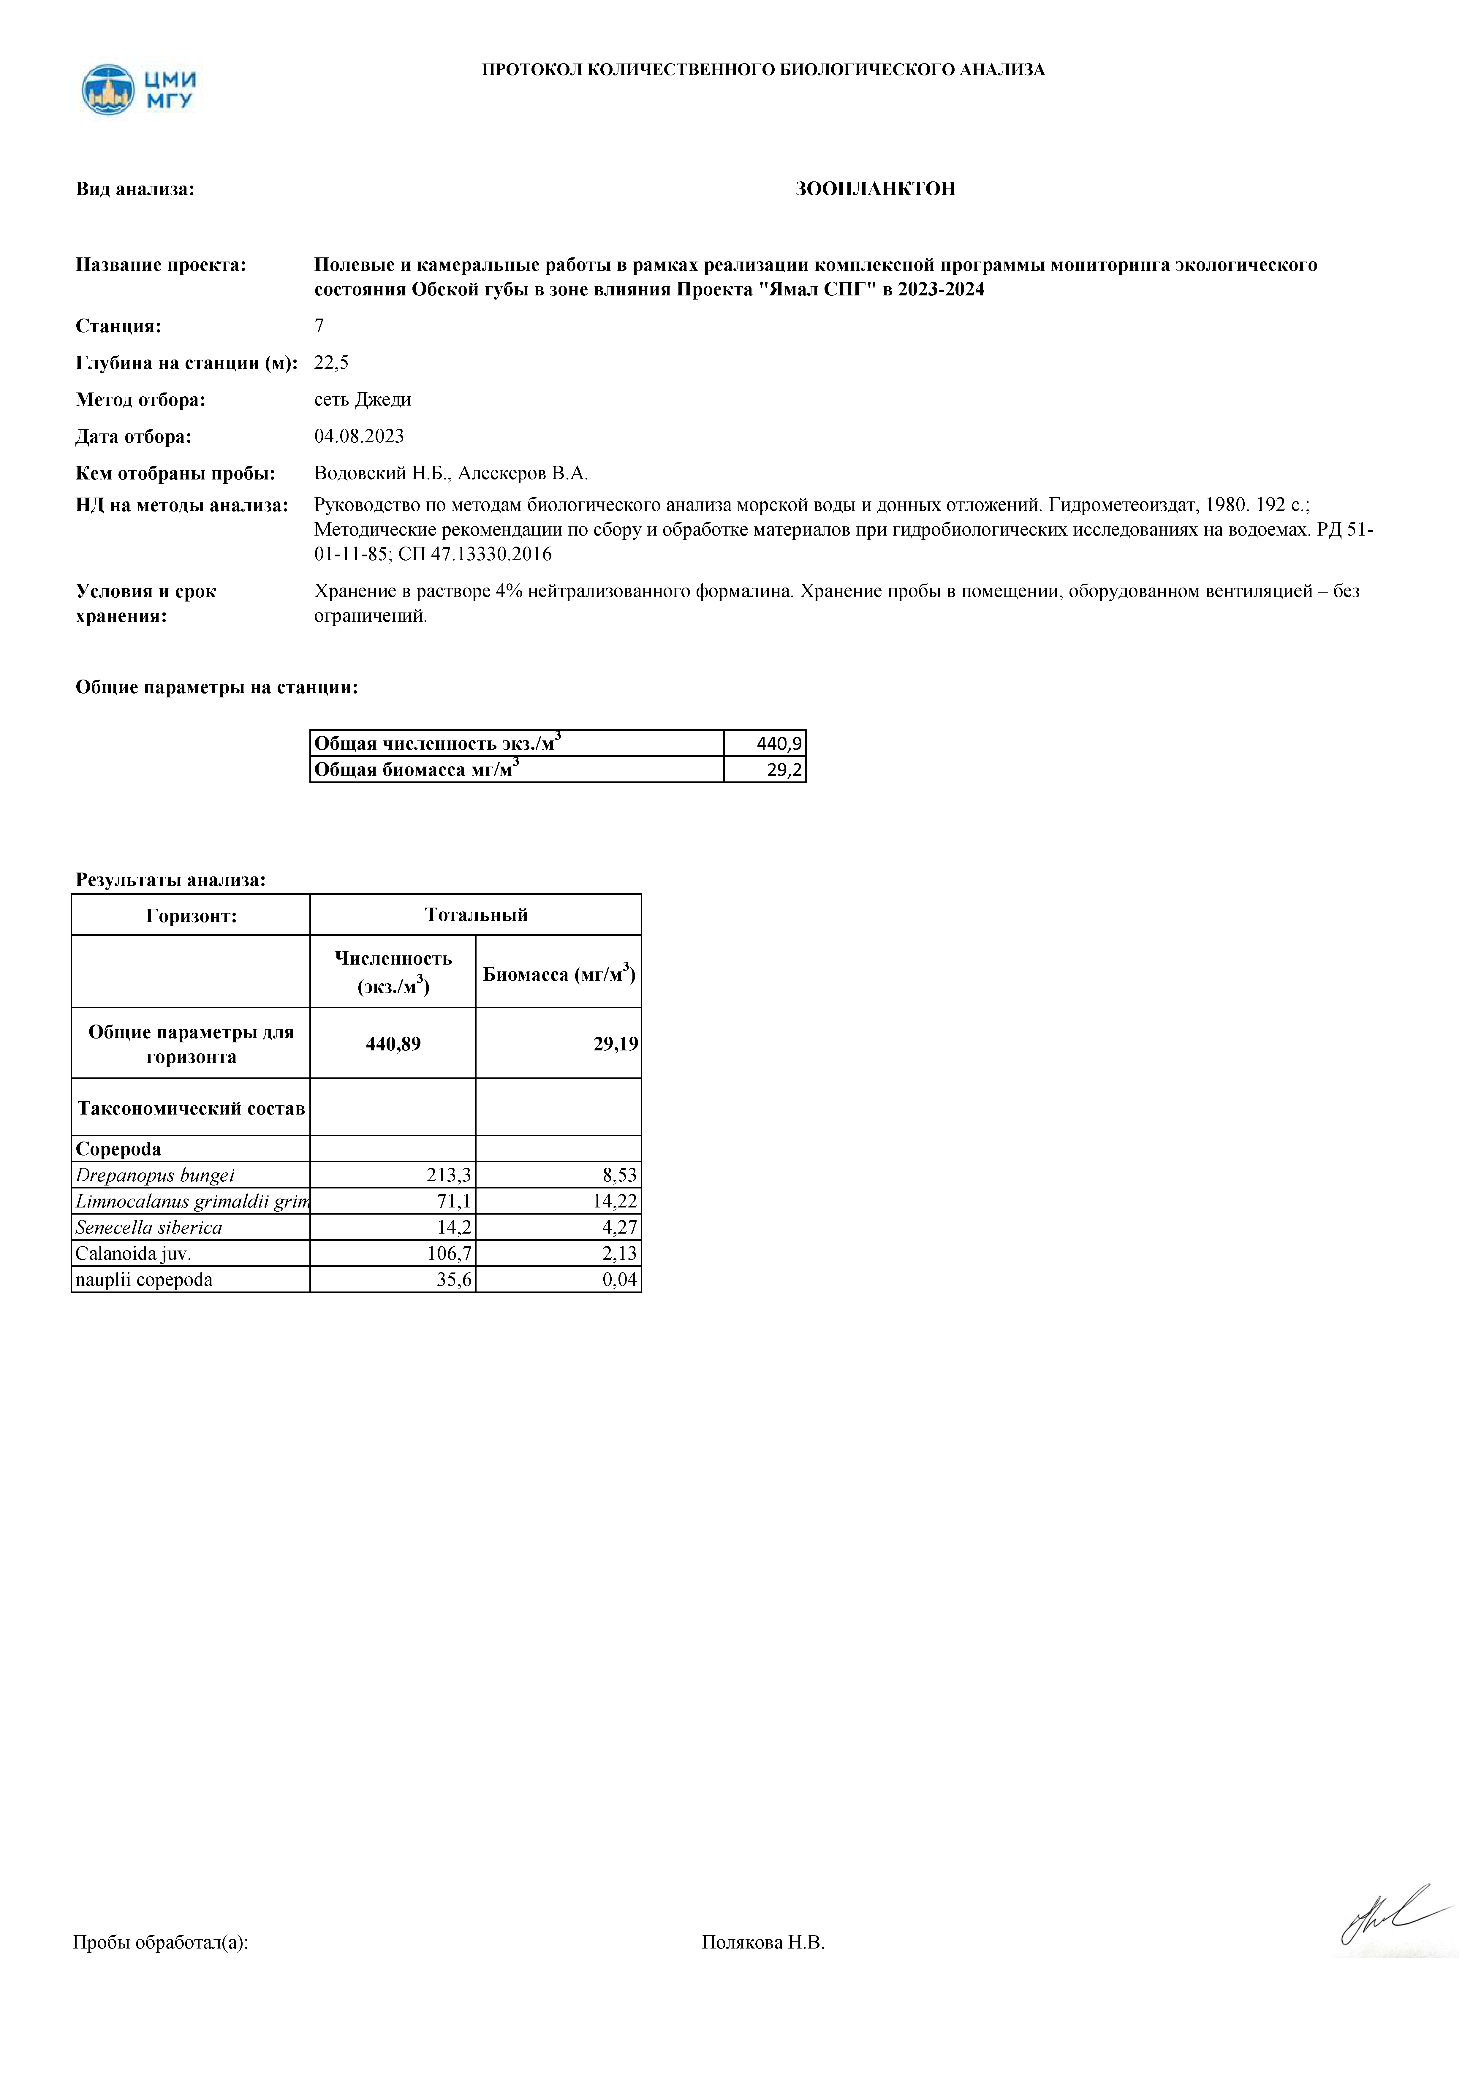 ЦМИ
МГУ
ПРОТОКОЛ КОЛИЧЕСТВЕННОГО БИОЛОГИЧЕСКОГО АНАЛИЗА
Вид анализа: ЗООПЛАНКТОН
Название проекта: Полевые и камеральные работы в рамках реализации комплексной программы мониторинга экологического
состояния Обской губы в зоне влияния Проекта "Ямал СПГ" в 2023-2024
Станция: 7
Глубина на станции (м): 22,5
Метод отбора: сеть Джеди
Дата отбора: 04.08.2023
Кем отобраны пробы: Водовский Н.Б., Алескеров В.А.
НД на методы анализа: Руководство по методам биологического анализа морской воды и донных отложений. Гидрометеоиздат, 1980. 192 с.;
Методические рекомендации по сбору и обработке материалов при гидробиологических исследованиях на водоемах. РД 51-
01-11-85; СП 47.13330.2016
Условия и срок Хранение в растворе 4% нейтрализованного формалина. Хранение пробы в помещении, оборудованном вентиляцией – без
хранения: ограничений.
Общие параметры на станции:
Общая численность экз./м³ 440,9
Общая биомасса мг/м³ 29,2
Результаты анализа:
Горизонт: Тотальный
Численность
(экз./м³) Биомасса (мг/м³)
Общие параметры для
горизонта 440,89 29,19
Таксономический состав
Copepoda
Drepanopus bungei 213,3 8,53
Limnocalanus grimaldii grim 71,1 14,22
Senecella siberica 14,2 4,27
Calanoida juv. 106,7 2,13
nauplii copepoda 35,6 0,04
Пробы обработал(а): Полякова Н.В.